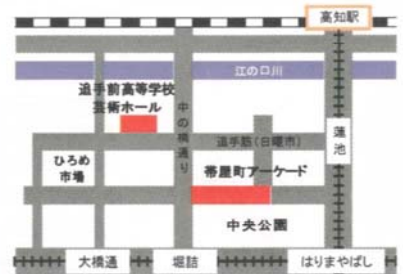 高知駅
江の口川
追手前高等学校
芸術ホール
中の橋通り
追手筋(日曜市)
蓮池
ひろめ
市場
帯屋町アーケード
中央公園
大橋通
堀詰
はりまやばし